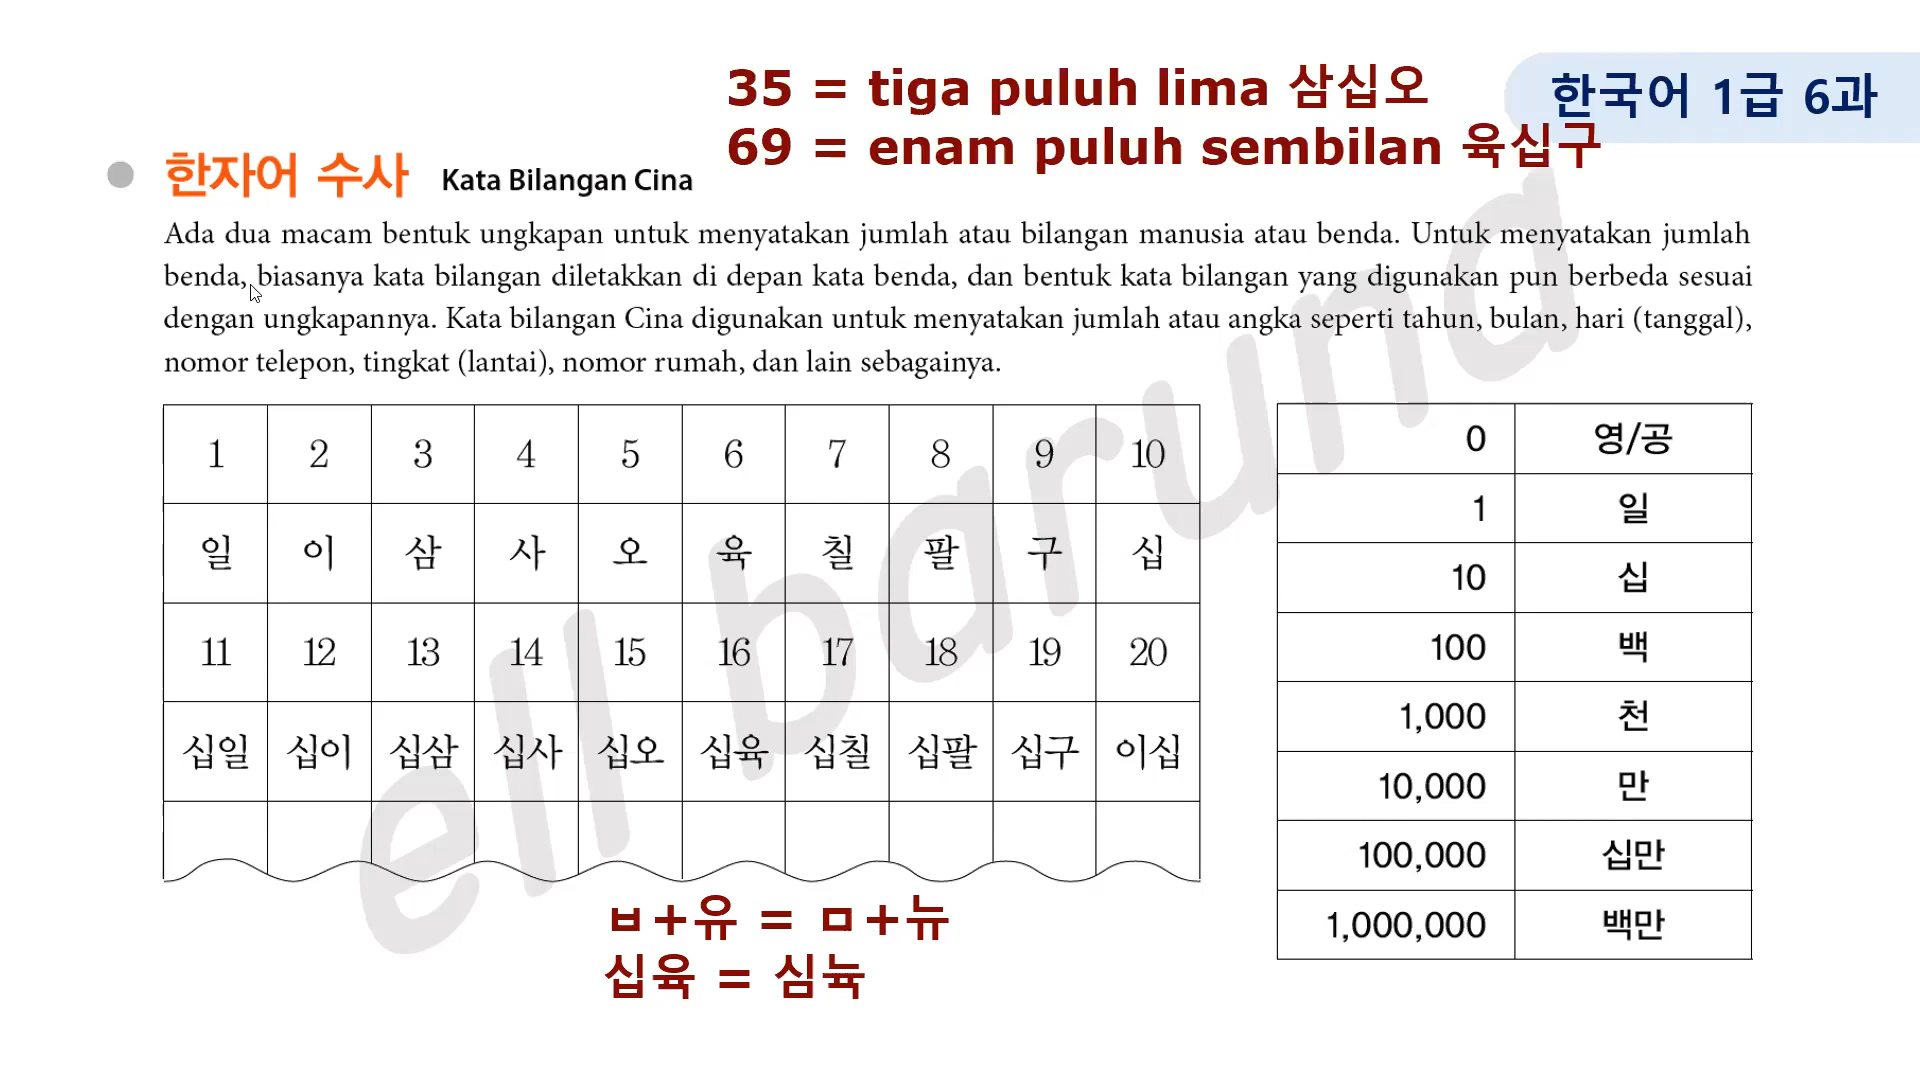 35 = tiga puluh lima 삼십오
69 = enam puluh sembilan 육십구
한국어 1급 6과
한자어 수사 Kata Bilangan Cina
Ada dua macam bentuk ungkapan untuk menyatakan jumlah atau bilangan manusia atau benda. Untuk menyatakan jumlah
benda, biasanya kata bilangan diletakkan di depan kata benda, dan bentuk kata bilangan yang digunakan pun berbeda sesuai
dengan ungkapannya. Kata bilangan Cina digunakan untuk menyatakan jumlah atau angka seperti tahun, bulan, hari (tanggal),
nomor telepon, tingkat (lantai), nomor rumah, dan lain sebagainya.
1 2 3 4 5 6 7 8 9 10
일 이 삼 사 오 육 칠 팔 구 십
11 12 13 14 15 16 17 18 19 20
십일 십이 십삼 십사 십오 십육 십칠 십팔 십구 이십
0 영/공
1 일
10 십
100 백
1,000 천
10,000 만
100,000 십만
1,000,000 백만
ㅂ+유 = ㅁ+뉴
십육 = 심뉵
ell baruna